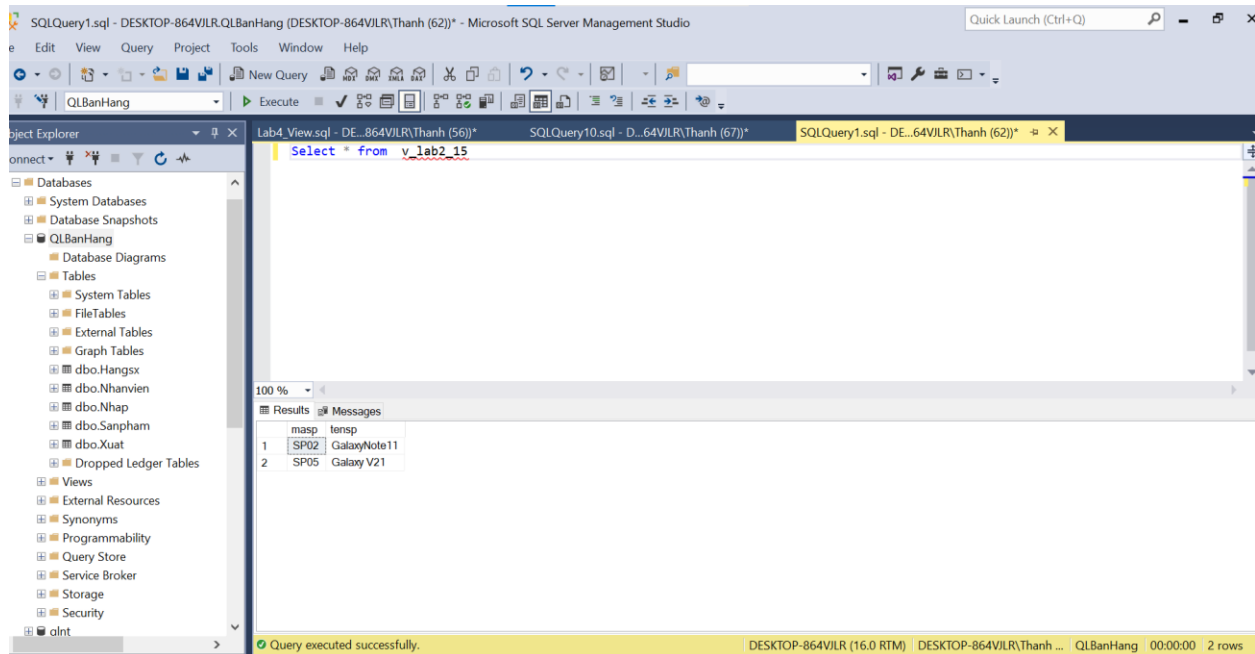 SQLQuery1.sql - DESKTOP-864VJLR.QLBanHang (DESKTOP-864VJLR\Thanh (62))* - Microsoft SQL Server Management Studio
Quick Launch (Ctrl+Q)
e Edit View Query Project Tools Window Help
New Query MDX DMX XMLA DAX
QLBanHang Execute
bject Explorer
Lab4_View.sql - DE...864VJLR\Thanh (56))* SQLQuery10.sql - D...64VJLR\Thanh (67))* SQLQuery1.sql - DE...64VJLR\Thanh (62))*
onnect
Select * from v_lab2_15
Databases
System Databases
Database Snapshots
QLBanHang
Database Diagrams
Tables
System Tables
FileTables
External Tables
Graph Tables
dbo.Hangsx
dbo.Nhanvien
dbo.Nhap
dbo.Sanpham
dbo.Xuat
Dropped Ledger Tables
Views
External Resources
Synonyms
Programmability
Query Store
Service Broker
Storage
Security
qlnt
100 %
Results Messages
masp tensp
1 SP02 GalaxyNote11
2 SP05 Galaxy V21
Query executed successfully. DESKTOP-864VJLR (16.0 RTM) DESKTOP-864VJLR\Thanh ... QLBanHang 00:00:00 2 rows